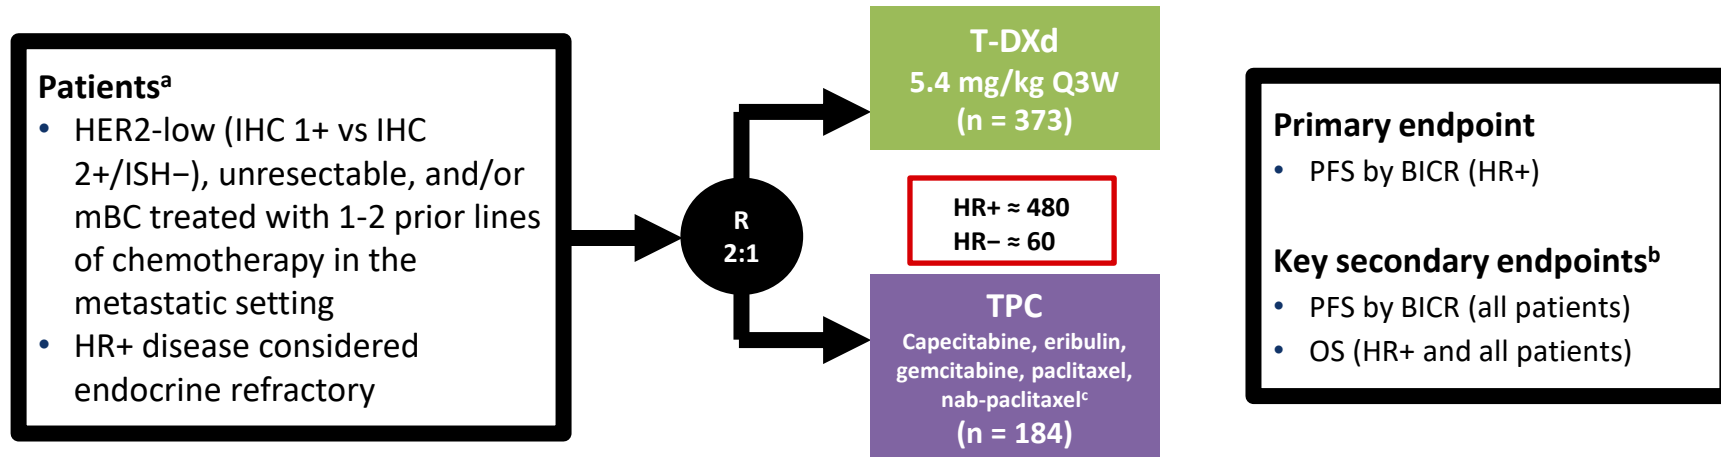 Patientsᵃ
• HER2-low (IHC 1+ vs IHC
2+/ISH−), unresectable, and/or
mBC treated with 1-2 prior lines
of chemotherapy in the
metastatic setting
• HR+ disease considered
endocrine refractory
R
2:1
T-DXd
5.4 mg/kg Q3W
(n = 373)
HR+ ≈ 480
HR− ≈ 60
TPC
Capecitabine, eribulin,
gemcitabine, paclitaxel,
nab-paclitaxelᶜ
(n = 184)
Primary endpoint
• PFS by BICR (HR+)
Key secondary endpointsᵇ
• PFS by BICR (all patients)
• OS (HR+ and all patients)